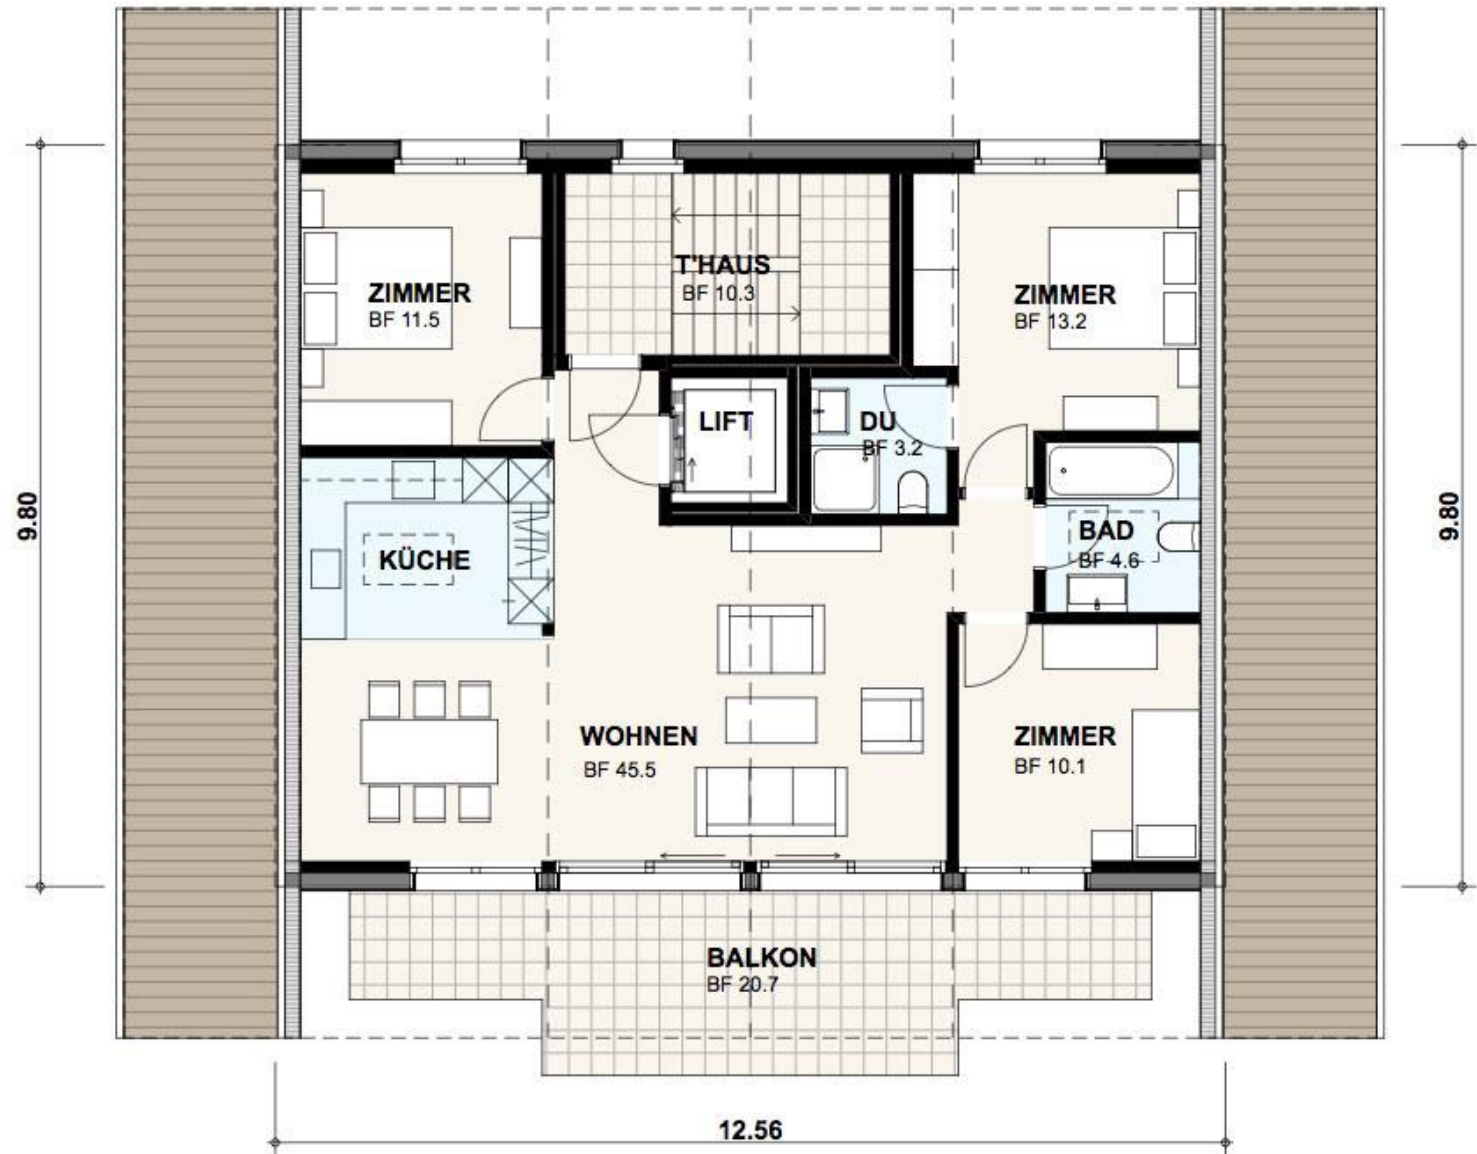 T'HAUS
BF 10.3
ZIMMER
BF 11.5
ZIMMER
BF 13.2
LIFT
DU
BF 3.2
9.80
9.80
KÜCHE
BAD
BF 4.6
WOHNEN
BF 45.5
ZIMMER
BF 10.1
BALKON
BF 20.7
12.56